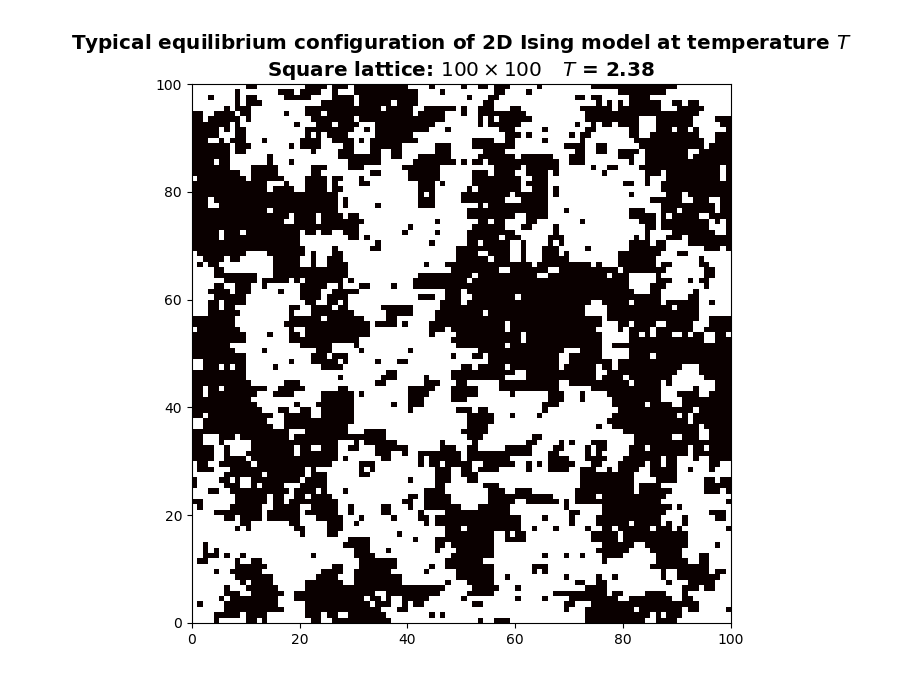 Typical equilibrium configuration of 2D Ising model at temperature T
Square lattice: 100 × 100 T = 2.38
100
80
60
40
20
0
0 20 40 60 80 100